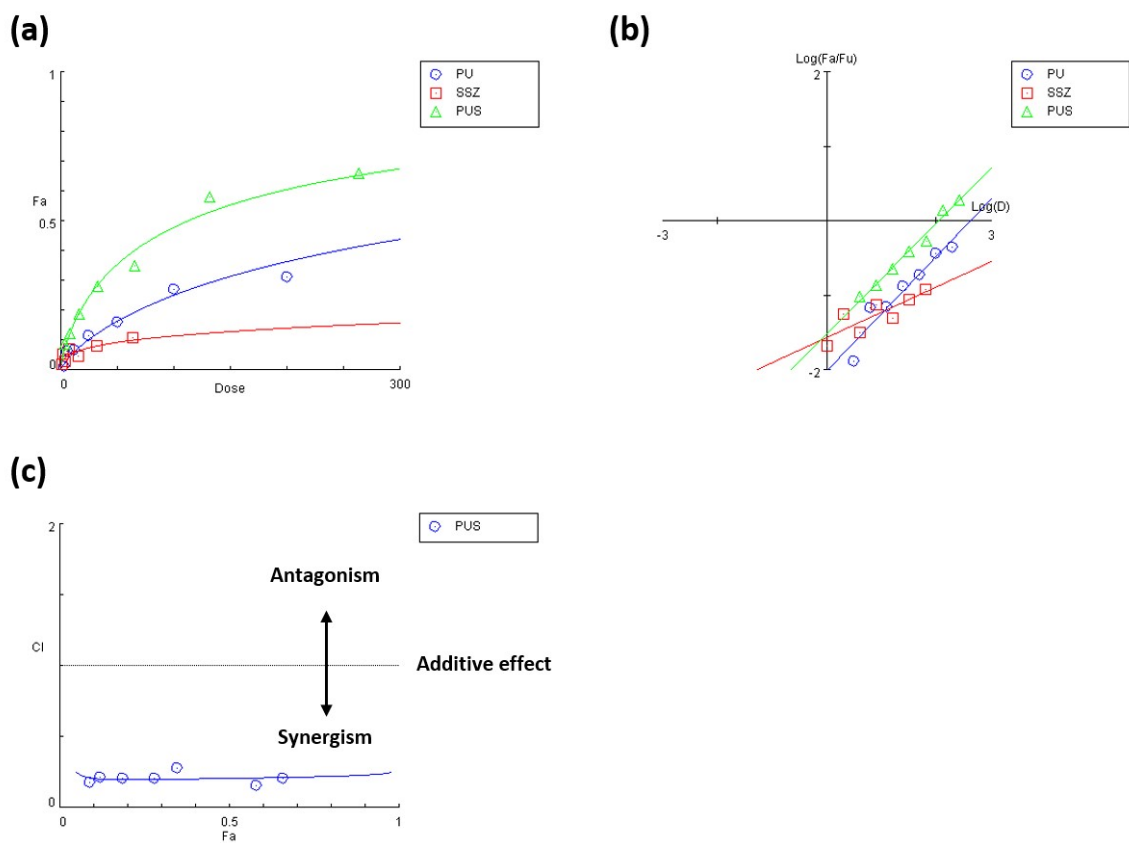 (a)
1
PU
SSZ
PUS
Fa
0.5
0
0
Dose
300
(b)
Log(Fa/Fu)
2
PU
SSZ
PUS
Log(D)
-3
3
-2
(c)
2
PUS
Antagonism
CI
Additive effect
Synergism
0
0
0.5
1
Fa